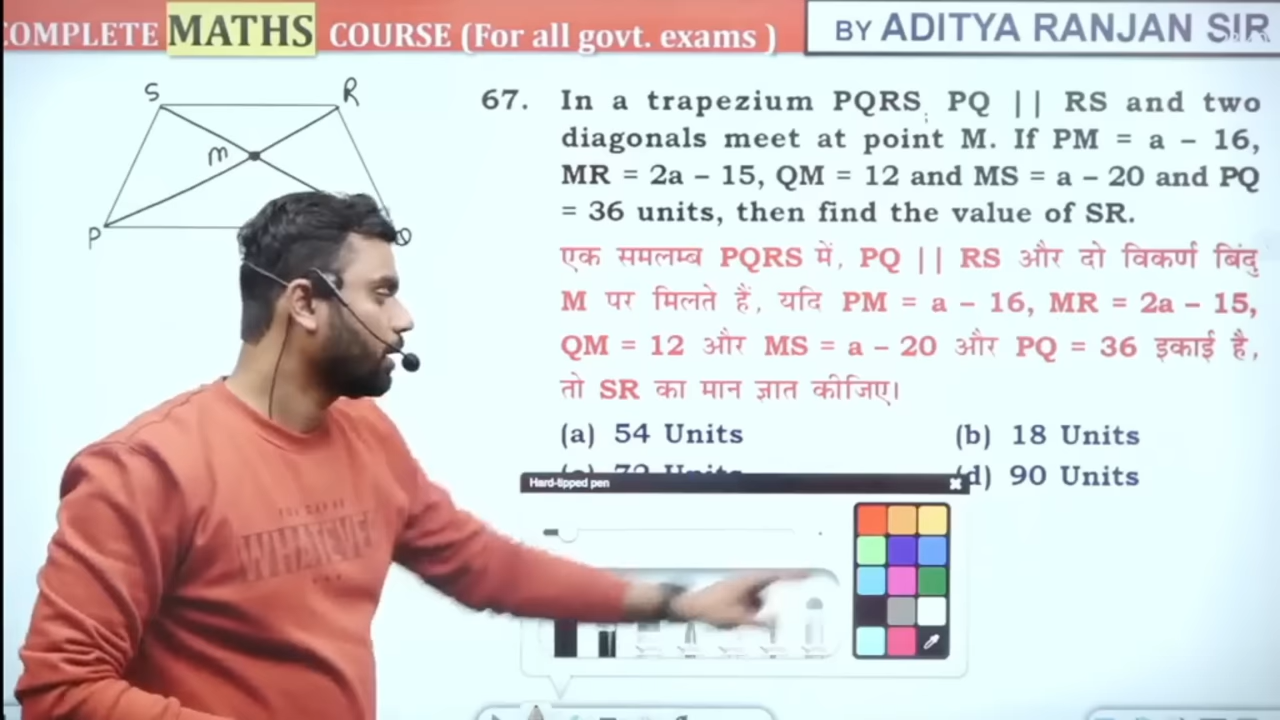 COMPLETE MATHS COURSE (For all govt. exams )
BY ADITYA RANJAN SIR
S R
M
P Q
67. In a trapezium PQRS, PQ || RS and two
diagonals meet at point M. If PM = a – 16,
MR = 2a – 15, QM = 12 and MS = a – 20 and PQ
= 36 units, then find the value of SR.
एक समलम्ब PQRS में, PQ || RS और दो विकर्ण बिंदु
M पर मिलते हैं, यदि PM = a – 16, MR = 2a – 15,
QM = 12 और MS = a – 20 और PQ = 36 इकाई है,
तो SR का मान ज्ञात कीजिए।
(a) 54 Units (b) 18 Units
(c) 72 Units (d) 90 Units
Hard-tipped pen
WHATEVER